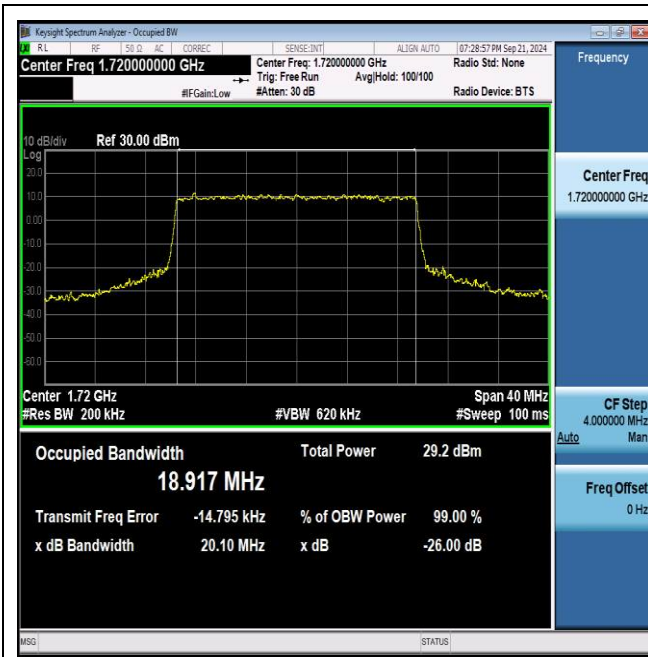 Keysight Spectrum Analyzer - Occupied BW
RL RF 50 Ω AC CORREC SENSE:INT ALIGN AUTO 07:28:57 PM Sep 21, 2024
Center Freq 1.720000000 GHz
Center Freq: 1.720000000 GHz
Radio Std: None
Trig: Free Run Avg|Hold: 100/100
#IFGain:Low
#Atten: 30 dB
Radio Device: BTS
10 dB/div Ref 30.00 dBm
Log
20.0
10.0
0.00
-10.0
-20.0
-30.0
-40.0
-50.0
-60.0
Center 1.72 GHz Span 40 MHz
#Res BW 200 kHz #VBW 620 kHz #Sweep 100 ms
Occupied Bandwidth Total Power 29.2 dBm
18.917 MHz
Transmit Freq Error -14.795 kHz % of OBW Power 99.00 %
x dB Bandwidth 20.10 MHz x dB -26.00 dB
MSG STATUS
Frequency
Center Freq
1.720000000 GHz
CF Step
4.000000 MHz
Auto Man
Freq Offset
0 Hz